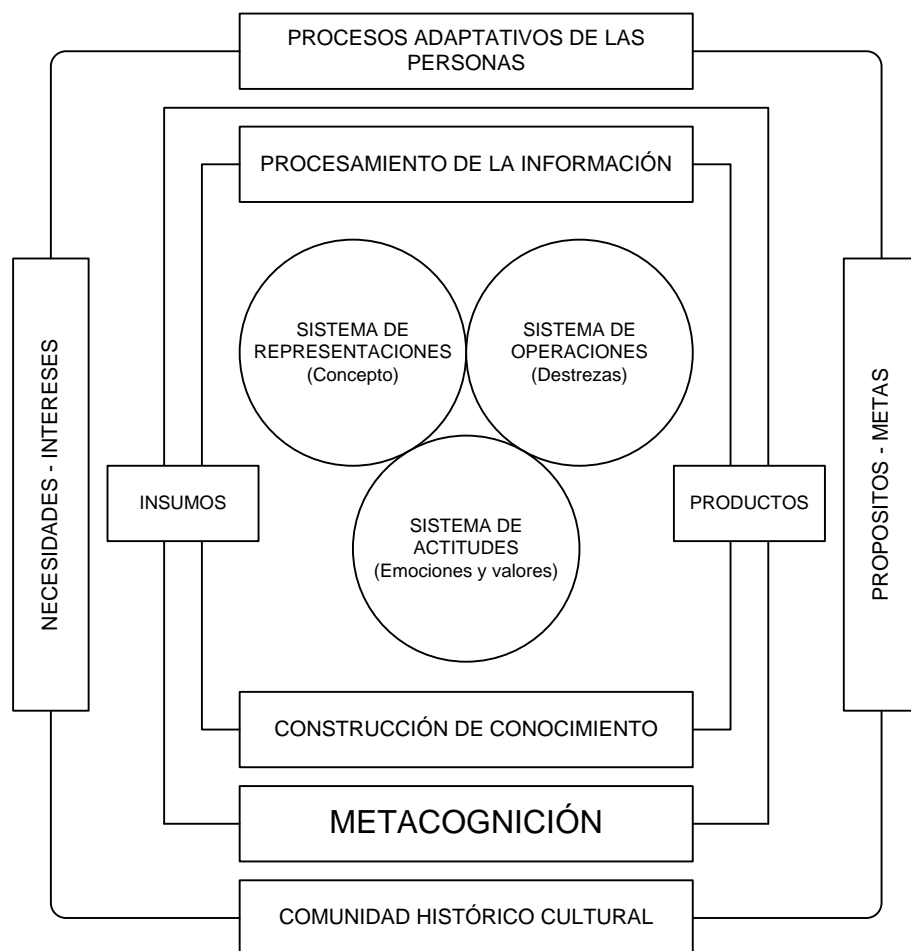 PROCESOS ADAPTATIVOS DE LAS
PERSONAS
PROCESAMIENTO DE LA INFORMACIÓN
NECESIDADES - INTERESES
SISTEMA DE
REPRESENTACIONES
(Concepto)
SISTEMA DE
OPERACIONES
(Destrezas)
PROPOSITOS - METAS
INSUMOS
PRODUCTOS
SISTEMA DE
ACTITUDES
(Emociones y valores)
CONSTRUCCIÓN DE CONOCIMIENTO
METACOGNICIÓN
COMUNIDAD HISTÓRICO CULTURAL